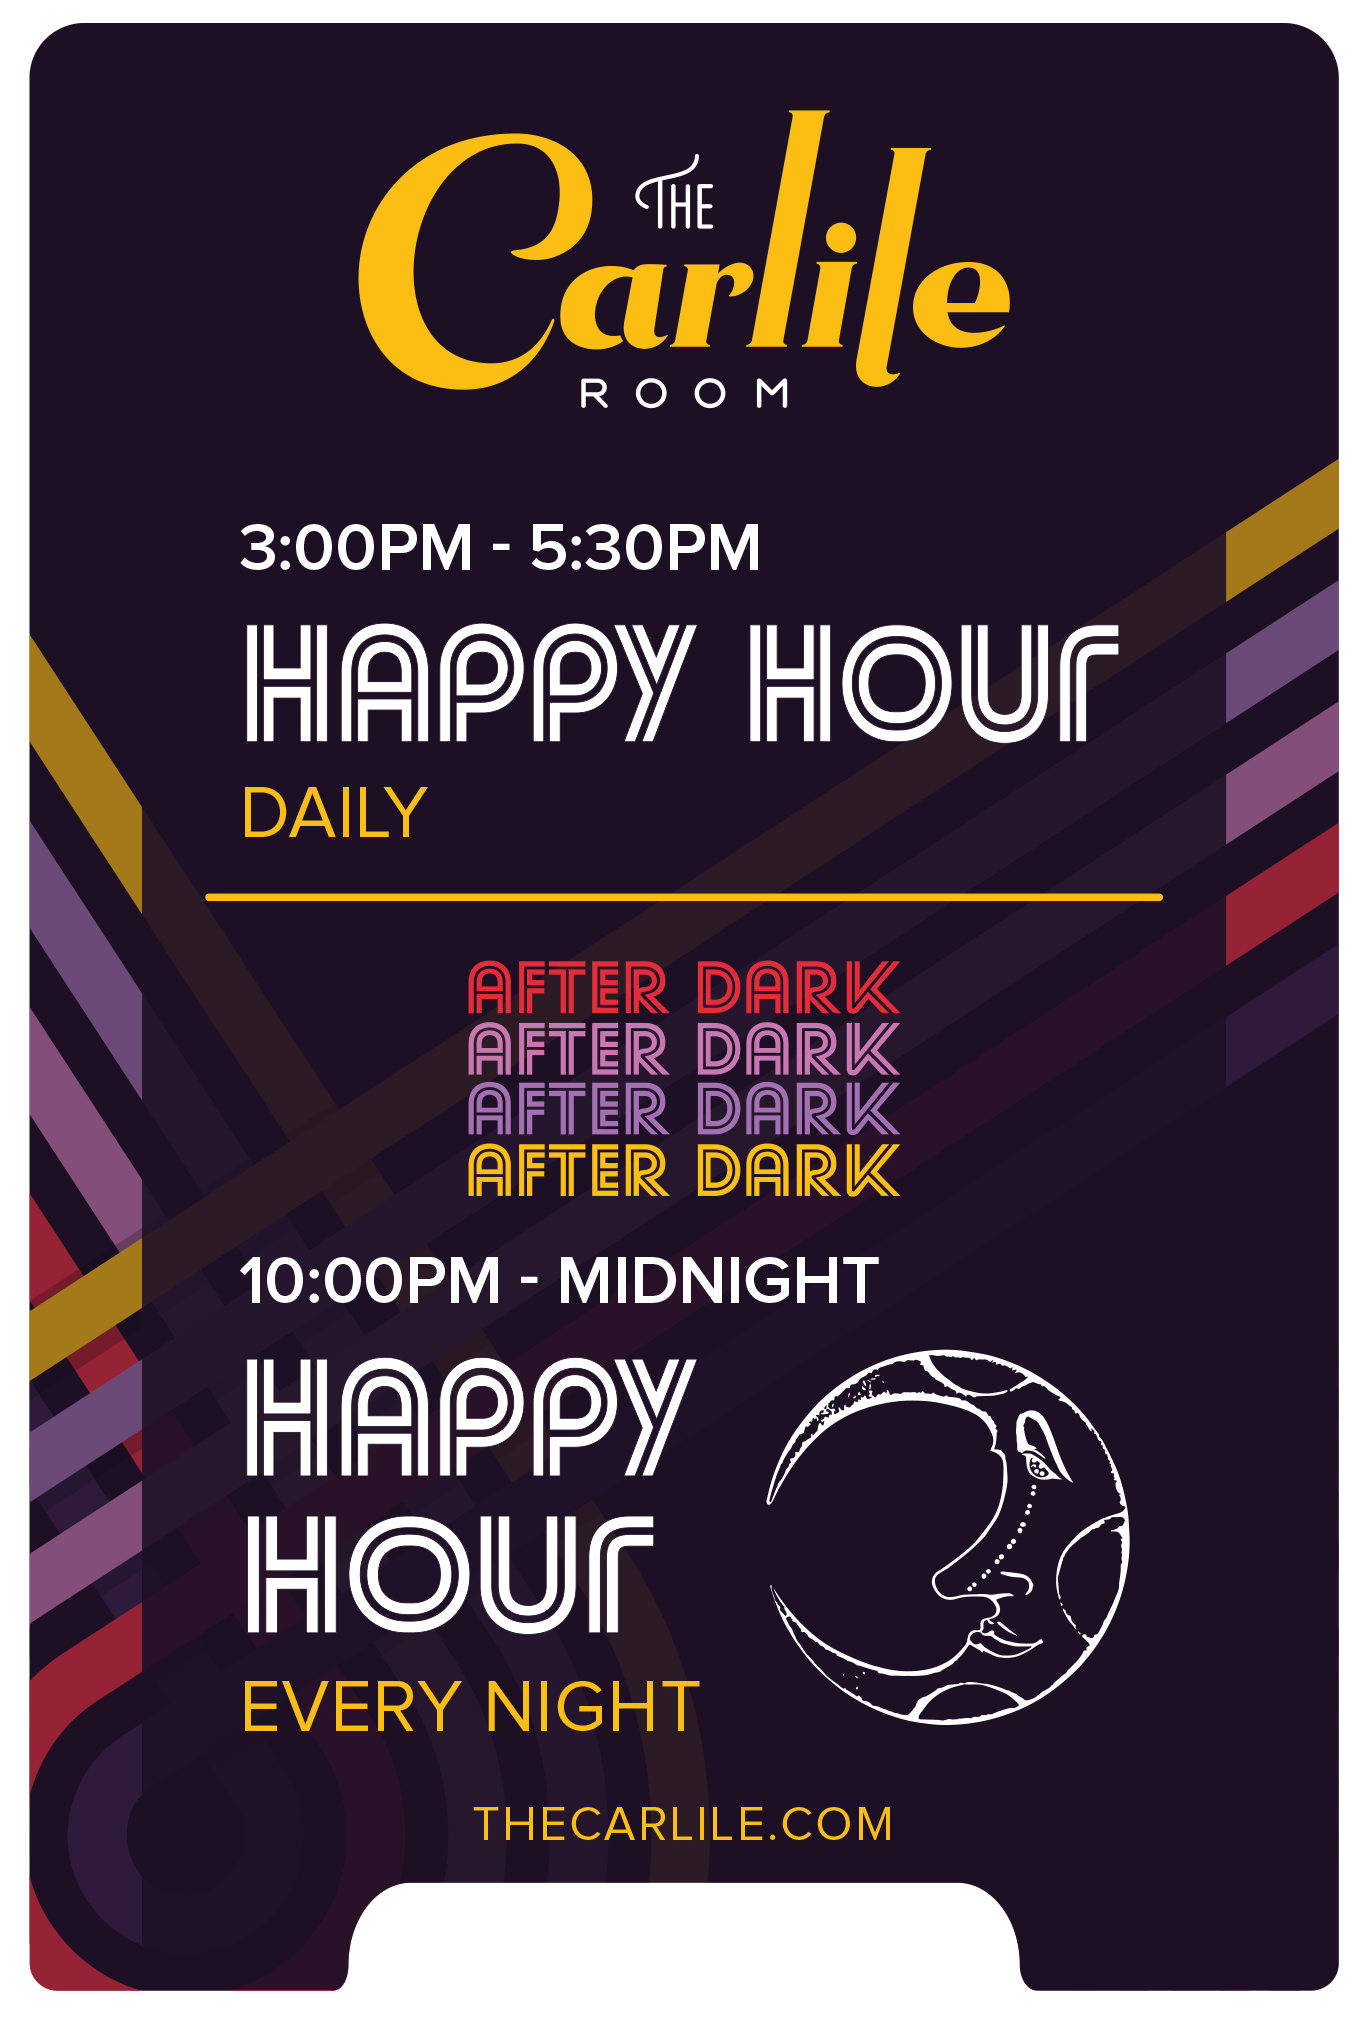 THE
Carlile
ROOM
3:00PM - 5:30PM
HAPPY HOUR
DAILY
AFTER DARK
AFTER DARK
AFTER DARK
AFTER DARK
10:00PM - MIDNIGHT
HAPPY
HOUR
EVERY NIGHT
THECARLILE.COM